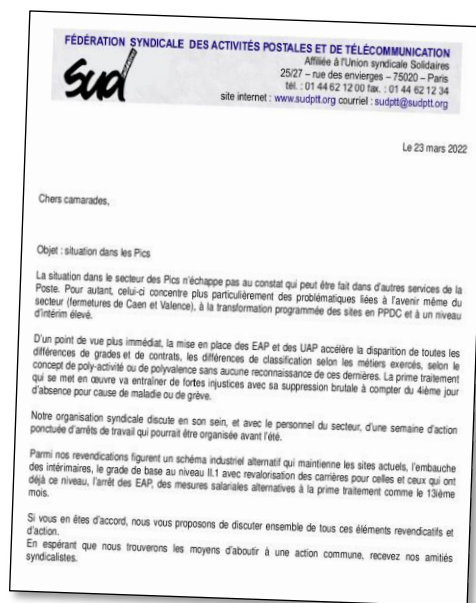 FÉDÉRATION SYNDICALE DES ACTIVITÉS POSTALES ET DE TÉLÉCOMMUNICATION
Sud
Affiliée à l'Union syndicale Solidaires
25/27 – rue des envierges – 75020 – Paris
tél. : 01 44 62 12 00 fax. : 01 44 62 12 34
site internet : www.sudptt.org courriel : sudptt@sudptt.org
Le 23 mars 2022
Chers camarades,
Objet : situation dans les Pics
La situation dans le secteur des Pics n'échappe pas au constat qui peut être fait dans d'autres services de la
Poste. Pour autant, celui-ci concentre plus particulièrement des problématiques liées à l'avenir même du
secteur (fermetures de Caen et Valence), à la transformation programmée des sites en PPDC et à un niveau
d'intérim élevé.
D'un point de vue plus immédiat, la mise en place des EAP et des UAP accélère la disparition de toutes les
différences de grades et de contrats, les différences de classification selon les métiers exercés, selon le
concept de poly-activité ou de polyvalence sans aucune reconnaissance de ces dernières. La prime traitement
qui se met en œuvre va entraîner de fortes injustices avec sa suppression brutale à compter du 4ième jour
d'absence pour cause de maladie ou de grève.
Notre organisation syndicale discute en son sein, et avec le personnel du secteur, d'une semaine d'action
ponctuée d'arrêts de travail qui pourrait être organisée avant l'été.
Parmi nos revendications figurent un schéma industriel alternatif qui maintienne les sites actuels, l'embauche
des intérimaires, le grade de base au niveau II.1 avec revalorisation des carrières pour celles et ceux qui ont
déjà ce niveau, l'arrêt des EAP, des mesures salariales alternatives à la prime traitement comme le 13ième
mois.
Si vous en êtes d'accord, nous vous proposons de discuter ensemble de tous ces éléments revendicatifs et
d'action.
En espérant que nous trouverons les moyens d'aboutir à une action commune, recevez nos amitiés
syndicalistes.